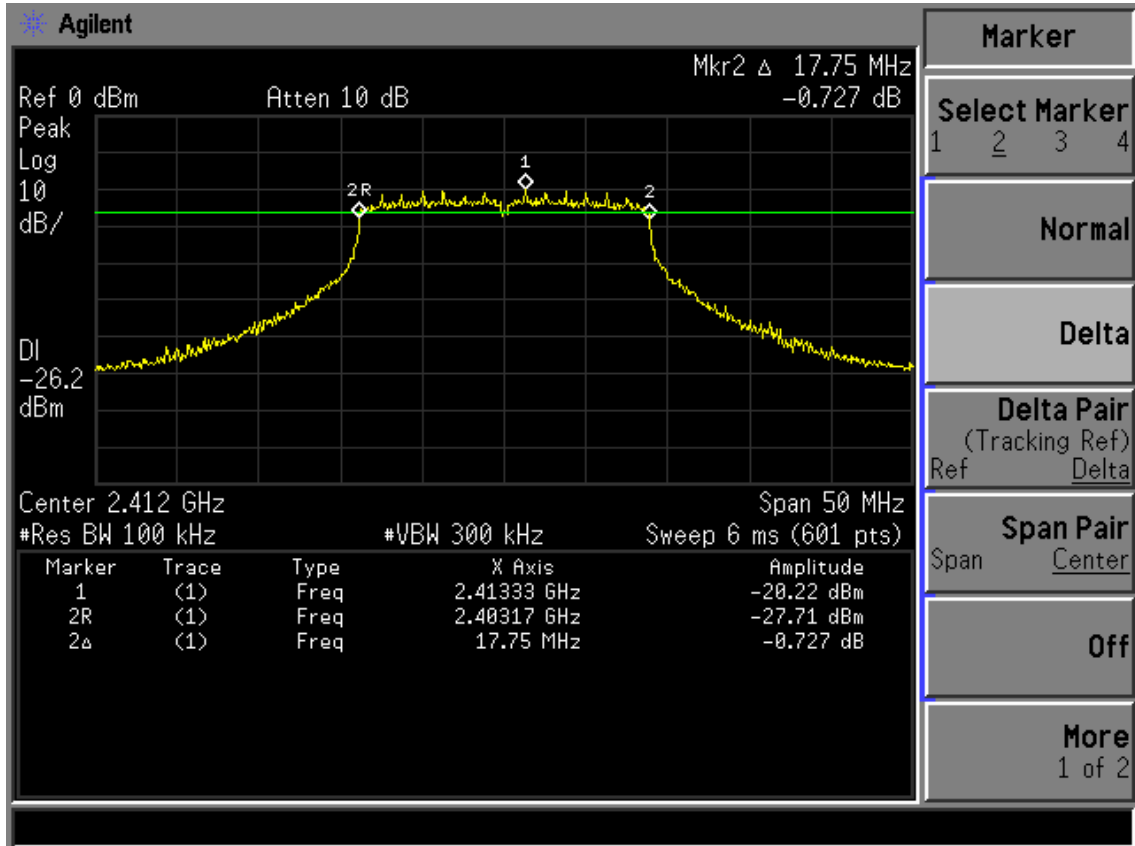 Agilent
Mkr2 Δ 17.75 MHz
Ref 0 dBm Atten 10 dB -0.727 dB
Peak
Log
10
dB/
DI
-26.2
dBm
2R
1
2
Center 2.412 GHz Span 50 MHz
#Res BW 100 kHz #VBW 300 kHz Sweep 6 ms (601 pts)
Marker Trace Type X Axis Amplitude
1 (1) Freq 2.41333 GHz -20.22 dBm
2R (1) Freq 2.40317 GHz -27.71 dBm
2Δ (1) Freq 17.75 MHz -0.727 dB
Marker
Select Marker
1 2 3 4
Normal
Delta
Delta Pair
(Tracking Ref)
Ref Delta
Span Pair
Span Center
Off
More
1 of 2